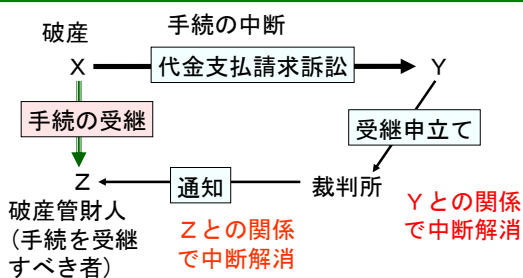 手続の中断
破産
X
代金支払請求訴訟
Y
手続の受継
受継申立て
Z
通知
裁判所
破産管財人
(手続を受継
すべき者)
Zとの関係
で中断解消
Yとの関係
で中断解消